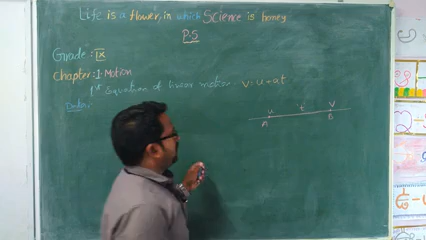 Life is a flower, in which Science is honey
P.S
Grade : IX
Chapter : 1. Motion
1st Equation of linear motion.  V = u + at.
Data:
u 't' V
A B